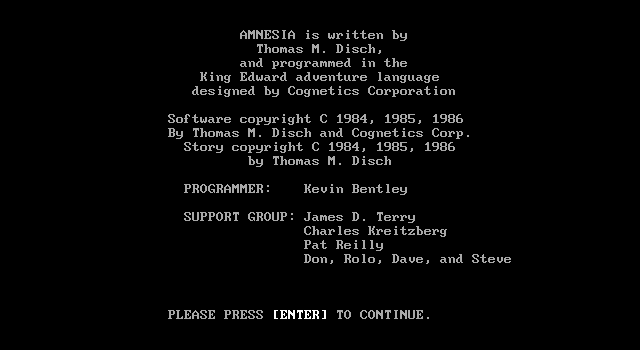 AMNESIA is written by
Thomas M. Disch,
and programmed in the
King Edward adventure language
designed by Cognetics Corporation
Software copyright C 1984, 1985, 1986
By Thomas M. Disch and Cognetics Corp.
Story copyright C 1984, 1985, 1986
by Thomas M. Disch
PROGRAMMER: Kevin Bentley
SUPPORT GROUP: James D. Terry
Charles Kreitzberg
Pat Reilly
Don, Rolo, Dave, and Steve
PLEASE PRESS [ENTER] TO CONTINUE.